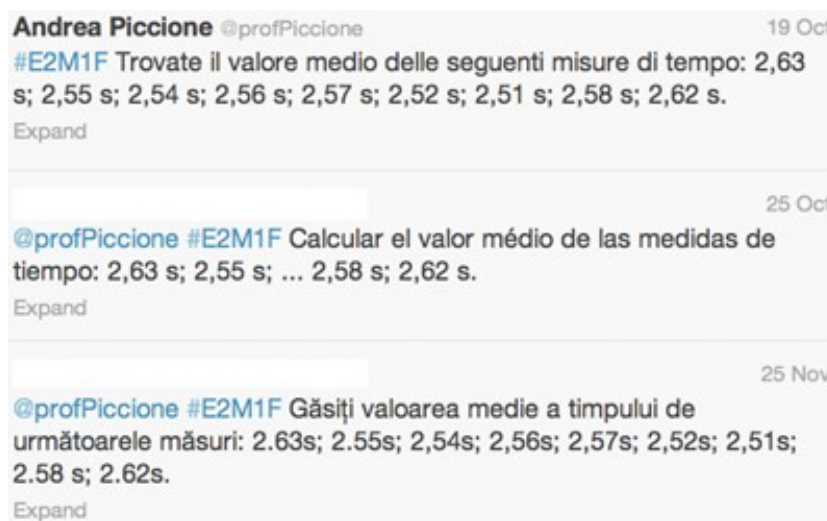 Andrea Piccione @profPiccione 19 Oct
#E2M1F Trovate il valore medio delle seguenti misure di tempo: 2,63
s; 2,55 s; 2,54 s; 2,56 s; 2,57 s; 2,52 s; 2,51 s; 2,58 s; 2,62 s.
Expand
25 Oct
@profPiccione #E2M1F Calcular el valor médio de las medidas de
tiempo: 2,63 s; 2,55 s; ... 2,58 s; 2,62 s.
Expand
25 Nov
@profPiccione #E2M1F Găsiți valoarea medie a timpului de
următoarele măsuri: 2.63s; 2.55s; 2,54s; 2,56s; 2,57s; 2,52s; 2,51s;
2.58 s; 2.62s.
Expand